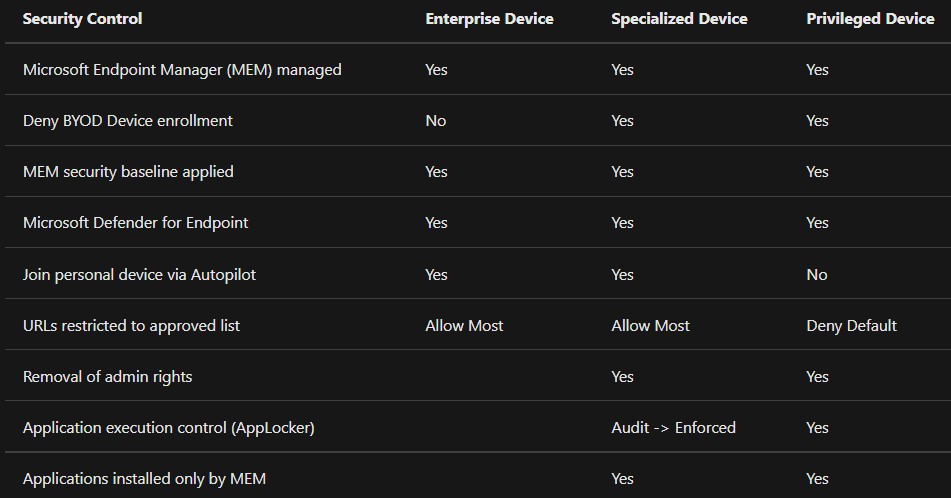 Security Control Enterprise Device Specialized Device Privileged Device
Microsoft Endpoint Manager (MEM) managed Yes Yes Yes
Deny BYOD Device enrollment No Yes Yes
MEM security baseline applied Yes Yes Yes
Microsoft Defender for Endpoint Yes Yes Yes
Join personal device via Autopilot Yes Yes No
URLs restricted to approved list Allow Most Allow Most Deny Default
Removal of admin rights Yes Yes
Application execution control (AppLocker) Audit -> Enforced Yes
Applications installed only by MEM Yes Yes